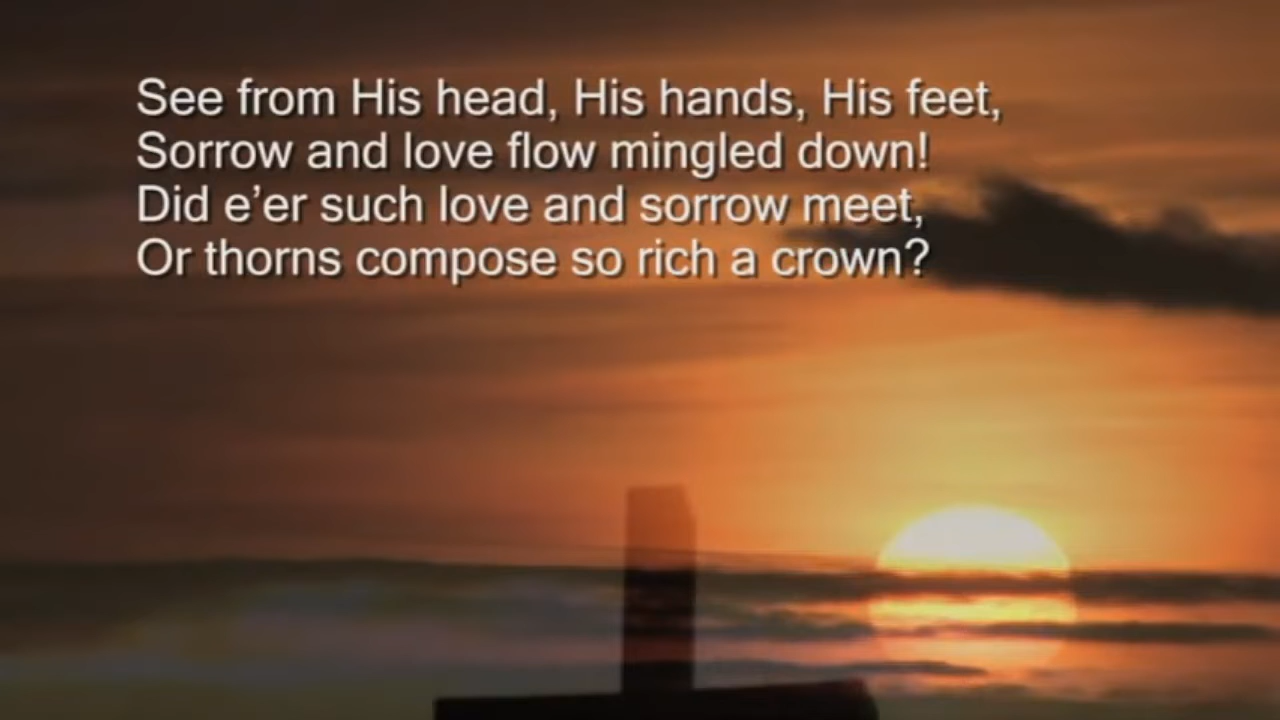 See from His head, His hands, His feet,
Sorrow and love flow mingled down!
Did e’er such love and sorrow meet,
Or thorns compose so rich a crown?